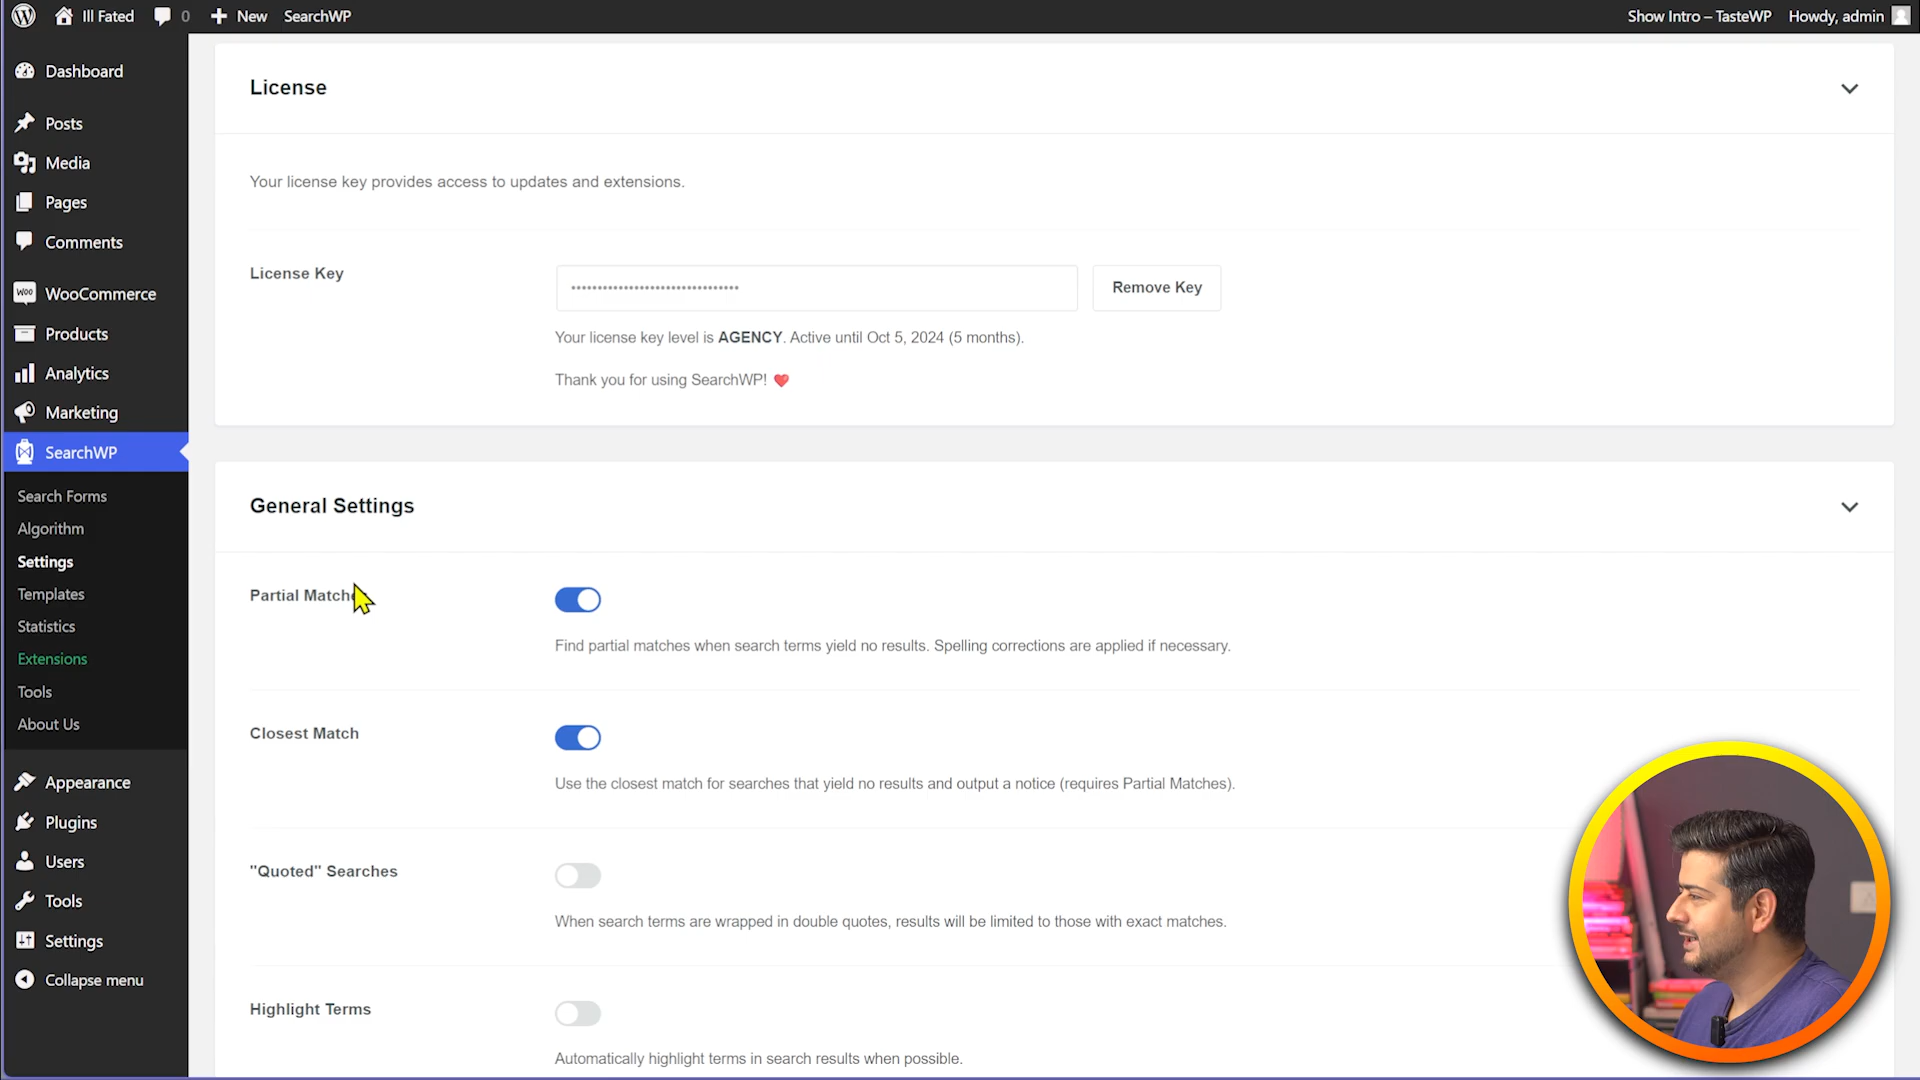 Ill Fated
0
New
SearchWP
Show Intro – TasteWP
Howdy, admin
Dashboard
Posts
Media
Pages
Comments
WOO
WooCommerce
Products
Analytics
Marketing
SearchWP
Search Forms
Algorithm
Settings
Templates
Statistics
Extensions
Tools
About Us
Appearance
Plugins
Users
Tools
Settings
Collapse menu
License
Your license key provides access to updates and extensions.
License Key
Remove Key
Your license key level is AGENCY. Active until Oct 5, 2024 (5 months).
Thank you for using SearchWP!
General Settings
Partial Matche
Find partial matches when search terms yield no results. Spelling corrections are applied if necessary.
Closest Match
Use the closest match for searches that yield no results and output a notice (requires Partial Matches).
"Quoted" Searches
When search terms are wrapped in double quotes, results will be limited to those with exact matches.
Highlight Terms
Automatically highlight terms in search results when possible.